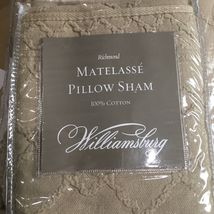 Richmond
MATELASSÉ
PILLOW SHAM
100% COTTON
Williamsburg